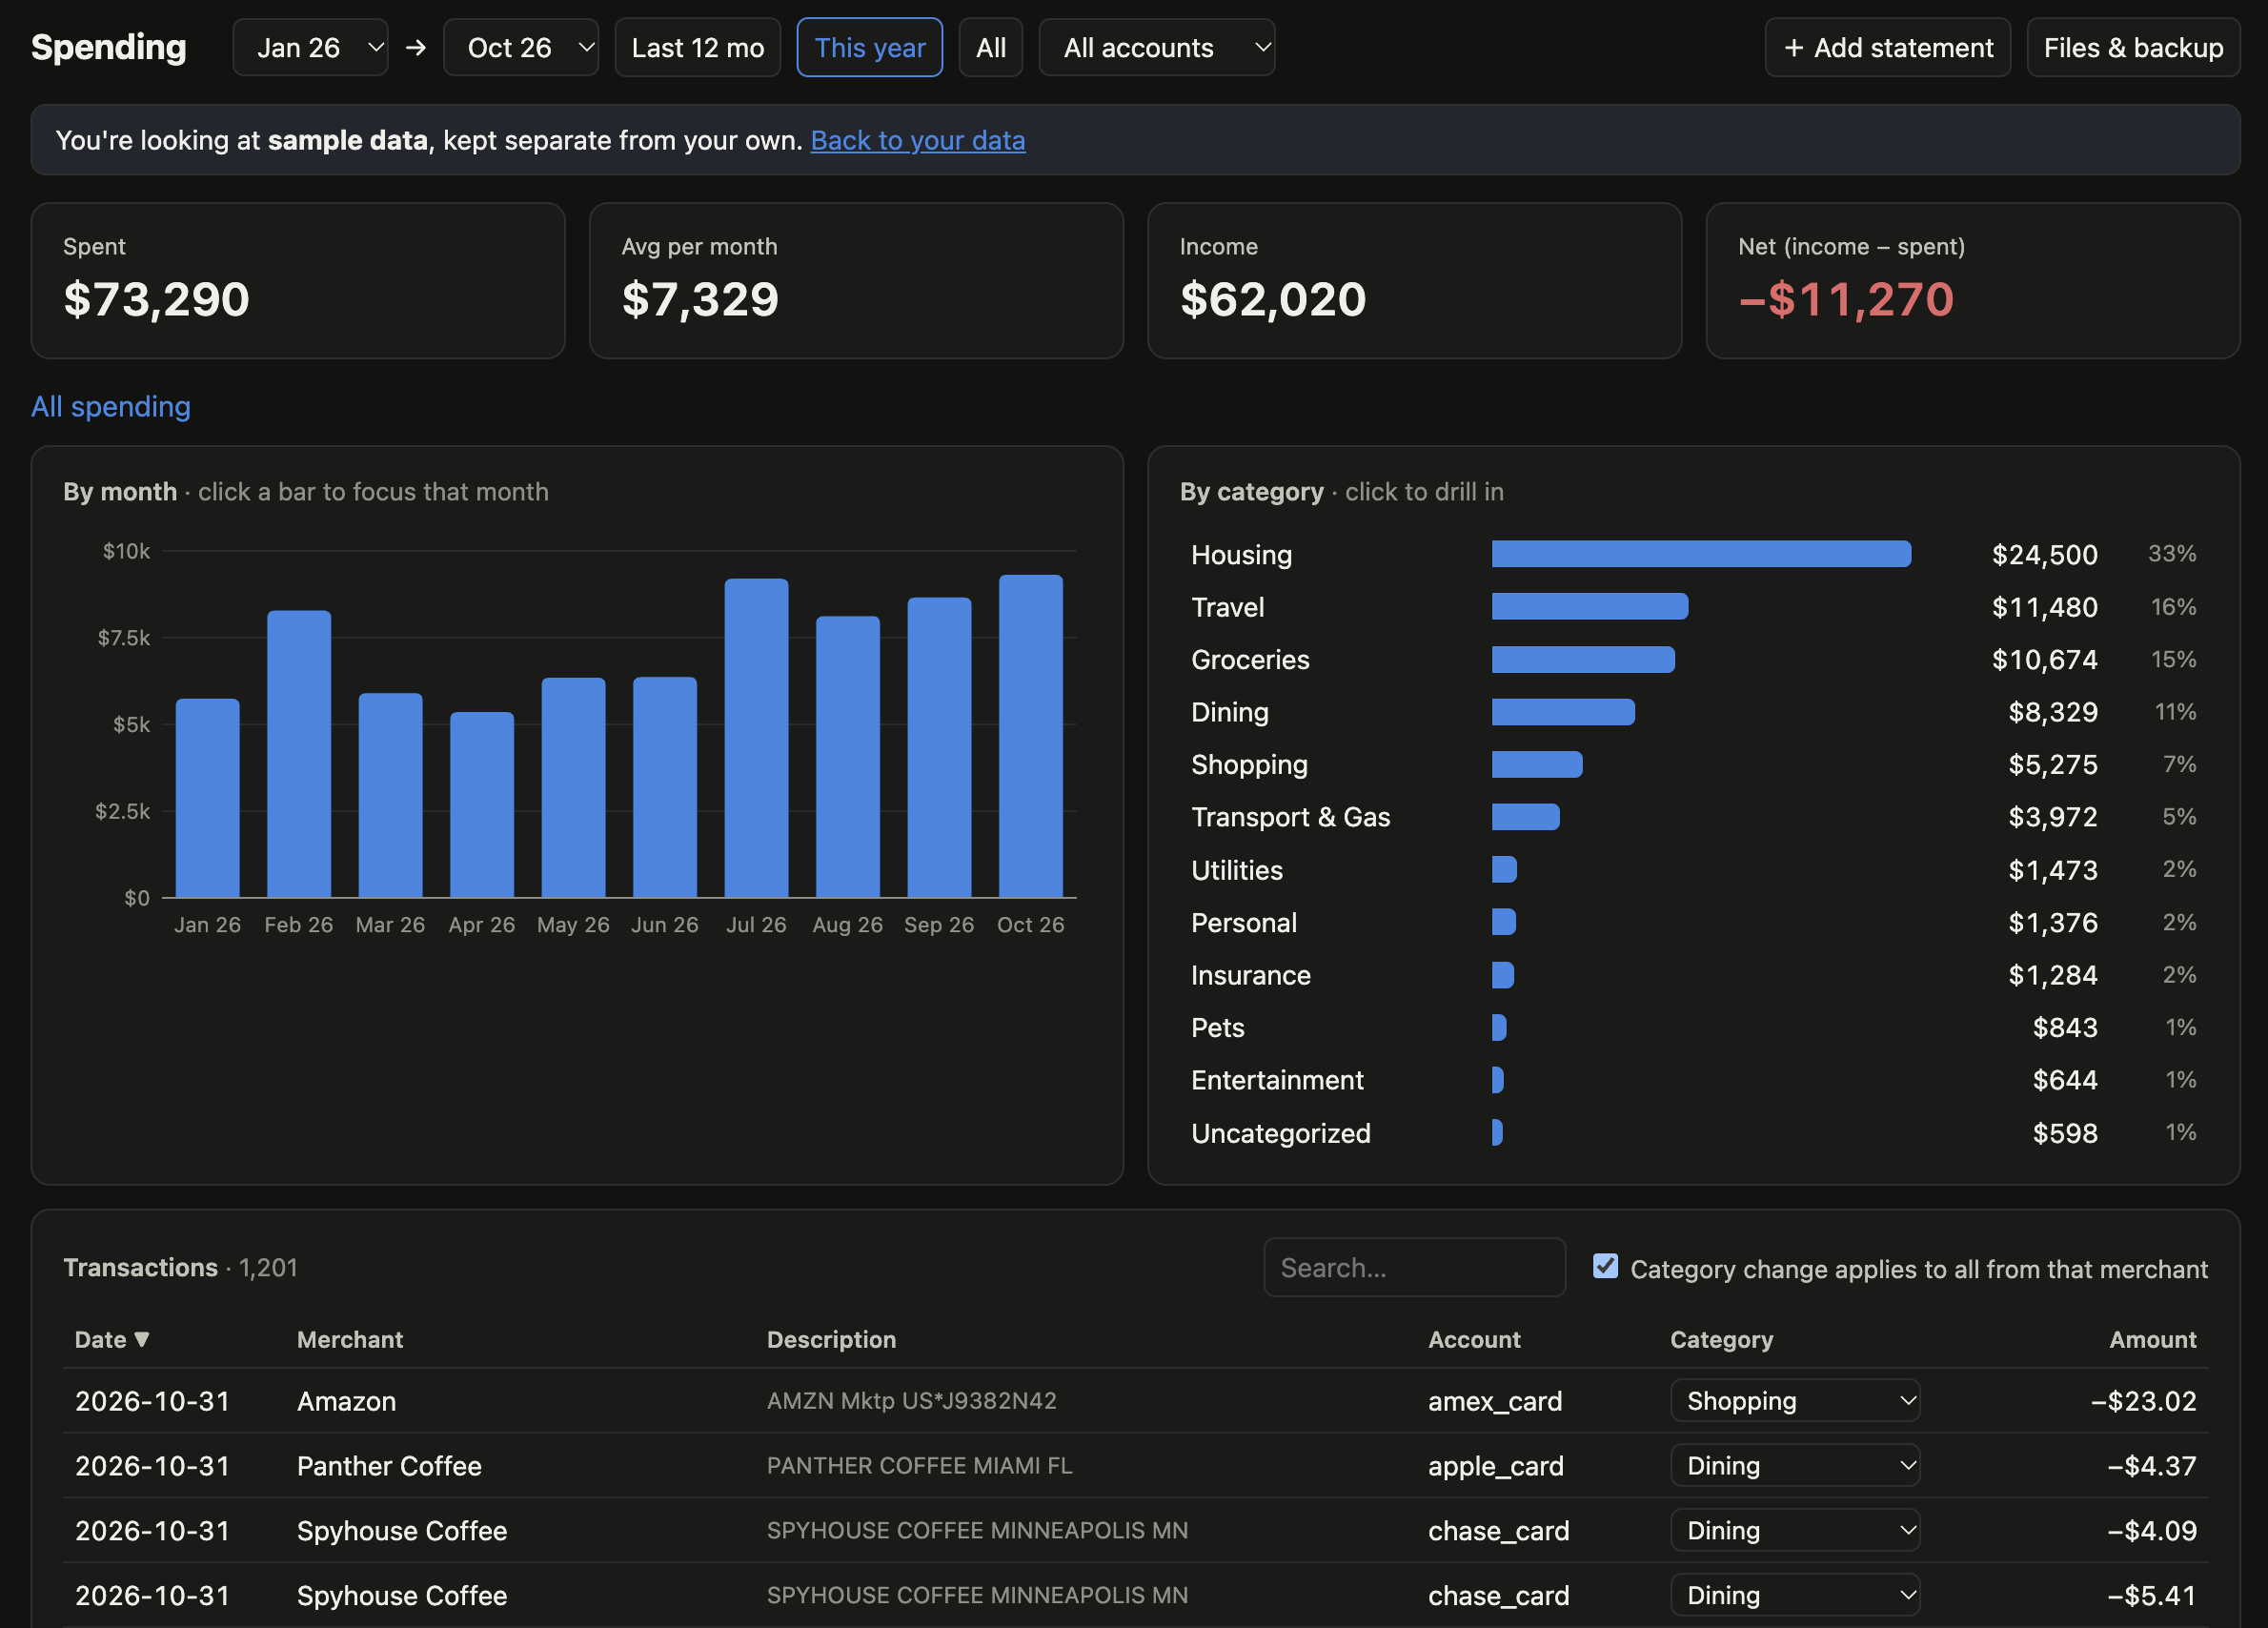 Spending Jan 26 → Oct 26 Last 12 mo This year All All accounts + Add statement Files & backup
You're looking at sample data, kept separate from your own. Back to your data
Spent
$73,290
Avg per month
$7,329
Income
$62,020
Net (income – spent)
–$11,270
All spending
By month · click a bar to focus that month
$10k
$7.5k
$5k
$2.5k
$0
Jan 26 Feb 26 Mar 26 Apr 26 May 26 Jun 26 Jul 26 Aug 26 Sep 26 Oct 26
By category · click to drill in
Housing $24,500 33%
Travel $11,480 16%
Groceries $10,674 15%
Dining $8,329 11%
Shopping $5,275 7%
Transport & Gas $3,972 5%
Utilities $1,473 2%
Personal $1,376 2%
Insurance $1,284 2%
Pets $843 1%
Entertainment $644 1%
Uncategorized $598 1%
Transactions · 1,201 Search... Category change applies to all from that merchant
Date ▼ Merchant Description Account Category Amount
2026-10-31 Amazon AMZN Mktp US*J9382N42 amex_card Shopping –$23.02
2026-10-31 Panther Coffee PANTHER COFFEE MIAMI FL apple_card Dining –$4.37
2026-10-31 Spyhouse Coffee SPYHOUSE COFFEE MINNEAPOLIS MN chase_card Dining –$4.09
2026-10-31 Spyhouse Coffee SPYHOUSE COFFEE MINNEAPOLIS MN chase_card Dining –$5.41